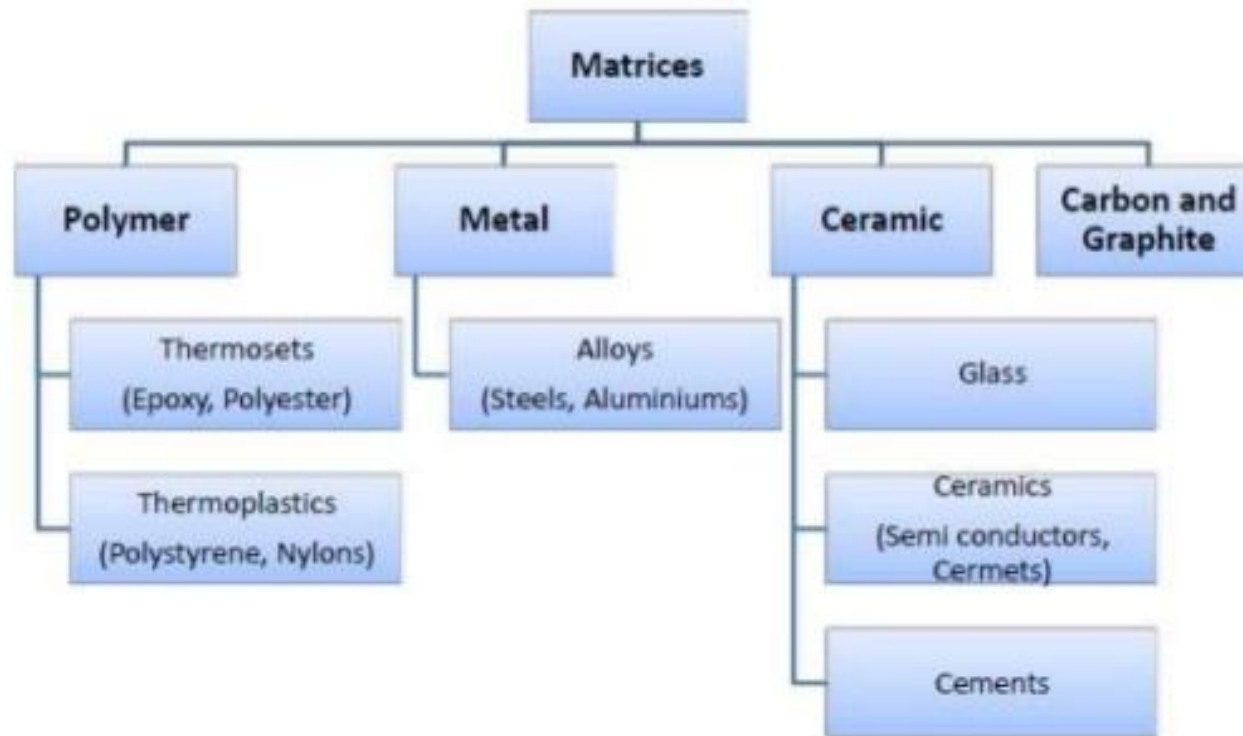 Matrices
Polymer
Metal
Ceramic
Carbon and
Graphite
Thermosets
(Epoxy, Polyester)
Alloys
(Steels, Aluminiums)
Glass
Thermoplastics
(Polystyrene, Nylons)
Ceramics
(Semi conductors,
Cermets)
Cements